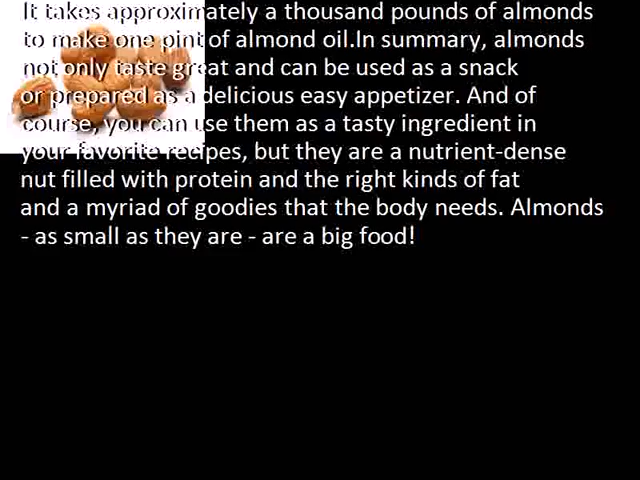 It takes approximately a thousand pounds of almonds
to make one pint of almond oil.In summary, almonds
not only taste great and can be used as a snack
or prepared as a delicious easy appetizer. And of
course, you can use them as a tasty ingredient in
your favorite recipes, but they are a nutrient-dense
nut filled with protein and the right kinds of fat
and a myriad of goodies that the body needs. Almonds
- as small as they are - are a big food!